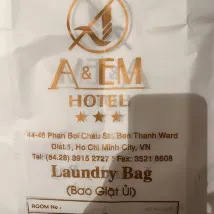 A & EM
HOTEL
44-46 Phan Boi Chau Str, Ben Thanh Ward
Dist.1, Ho Chi Minh City, VN
Tel: (84.28) 3915 2727 * Fax: 3521 8608
Laundry Bag
(Bao Giặt Ủi)
ROOM No :